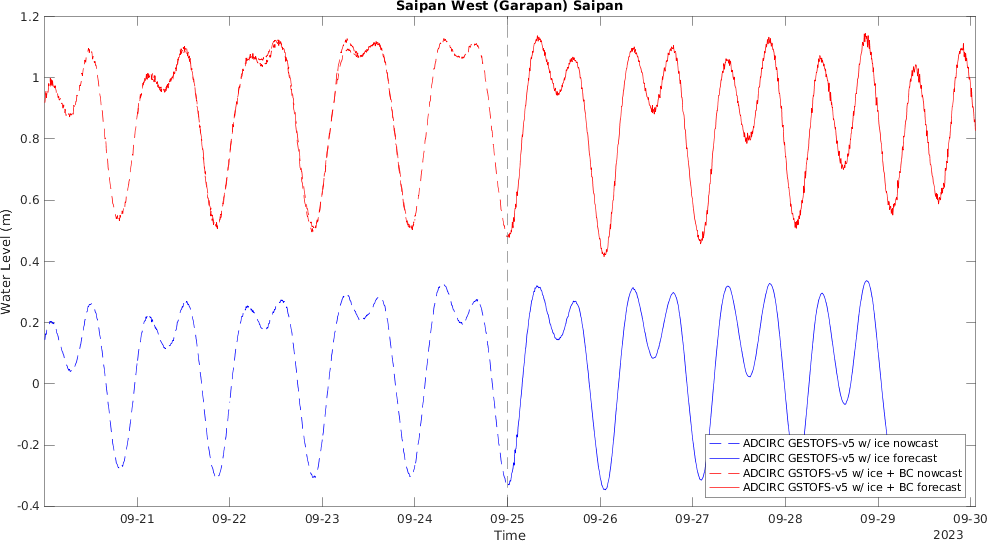 Saipan West (Garapan) Saipan
1.2
1
0.8
0.6
0.4
0.2
0
-0.2
-0.4
Water Level (m)
ADCIRC GESTOFS-v5 w/ ice nowcast
ADCIRC GESTOFS-v5 w/ ice forecast
ADCIRC GSTOFS-v5 w/ ice + BC nowcast
ADCIRC GSTOFS-v5 w/ ice + BC forecast
09-21 09-22 09-23 09-24 09-25 09-26 09-27 09-28 09-29 09-30
Time
2023